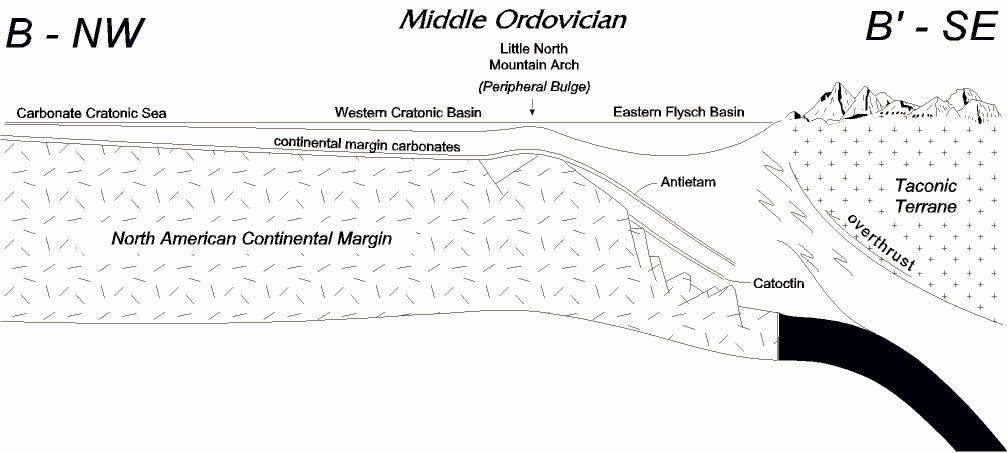 B - NW
Middle Ordovician
B' - SE
Little North
Mountain Arch
(Peripheral Bulge)
Carbonate Cratonic Sea
Western Cratonic Basin
Eastern Flysch Basin
continental margin carbonates
Antietam
Taconic
Terrane
overthrust
North American Continental Margin
Catoctin